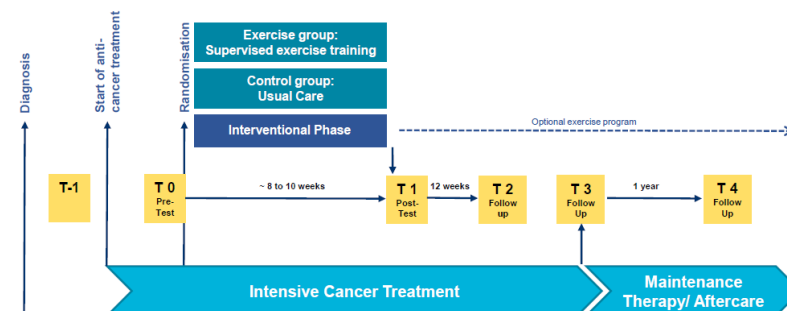 Diagnosis
Start of anti-
cancer treatment
Randomisation
Exercise group:
Supervised exercise training
Control group:
Usual Care
Interventional Phase
Optional exercise program
T-1
T 0
Pre-
Test
~ 8 to 10 weeks
T 1
Post-
Test
12 weeks
T 2
Follow
up
T 3
Follow
Up
1 year
T 4
Follow
Up
Intensive Cancer Treatment
Maintenance
Therapy/ Aftercare